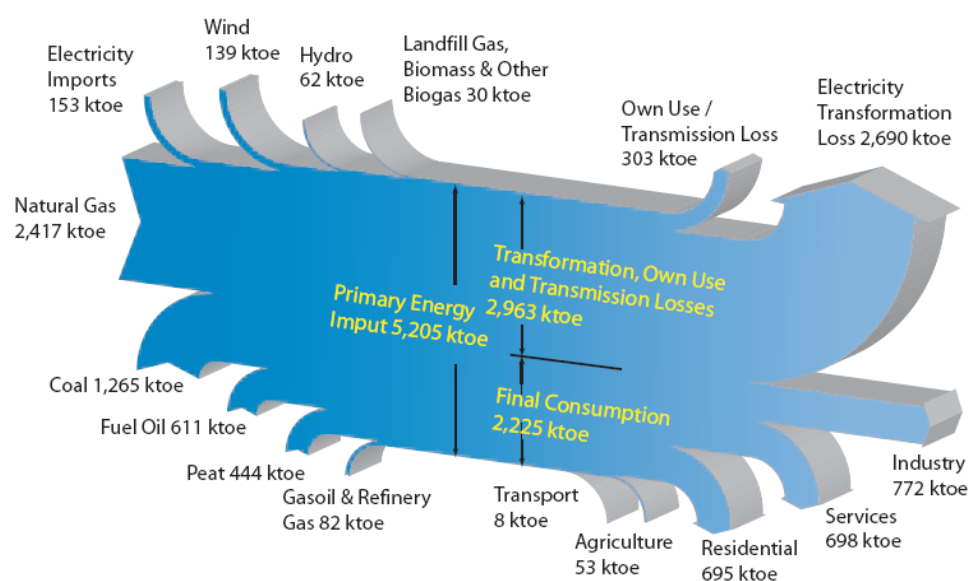 Wind
139 ktoe
Electricity
Imports
153 ktoe
Hydro
62 ktoe
Landfill Gas,
Biomass & Other
Biogas 30 ktoe
Own Use /
Transmission Loss
303 ktoe
Electricity
Transformation
Loss 2,690 ktoe
Natural Gas
2,417 ktoe
Transformation, Own Use
and Transmission Losses
2,963 ktoe
Primary Energy
Imput 5,205 ktoe
Final Consumption
2,225 ktoe
Coal 1,265 ktoe
Fuel Oil 611 ktoe
Peat 444 ktoe
Gasoil & Refinery
Gas 82 ktoe
Transport
8 ktoe
Agriculture
53 ktoe
Residential
695 ktoe
Services
698 ktoe
Industry
772 ktoe